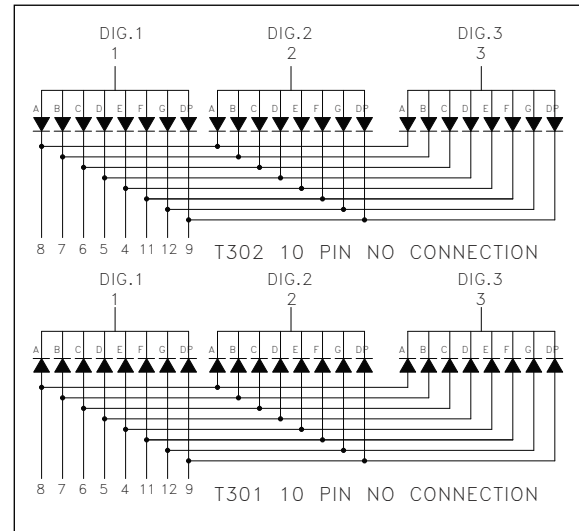 DIG.1 DIG.2 DIG.3
1 2 3
A B C D E F G DP A B C D E F G DP A B C D E F G DP
8 7 6 5 4 11 12 9 T302 10 PIN NO CONNECTION
DIG.1 DIG.2 DIG.3
1 2 3
A B C D E F G DP A B C D E F G DP A B C D E F G DP
8 7 6 5 4 11 12 9 T301 10 PIN NO CONNECTION